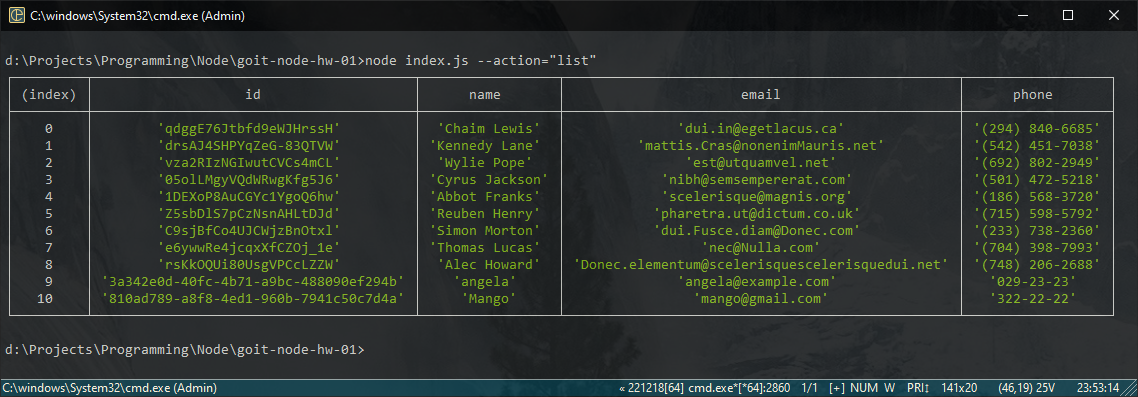 C:\windows\System32\cmd.exe (Admin)
d:\Projects\Programming\Node\goit-node-hw-01>node index.js --action="list"
(index) id name email phone
0 'qdggE76Jtbfd9eWJHrssH' 'Chaim Lewis' 'dui.in@egetlacus.ca' '(294) 840-6685'
1 'drsAJ4SHPYqZeG-83QTVW' 'Kennedy Lane' 'mattis.Cras@nonenimMauris.net' '(542) 451-7038'
2 'vza2RIzNGIwutCVCs4mCL' 'Wylie Pope' 'est@utquamvel.net' '(692) 802-2949'
3 '05olLMgyVQdWRwgKfg5J6' 'Cyrus Jackson' 'nibh@semsempererat.com' '(501) 472-5218'
4 '1DEXoP8AuCGYc1YgoQ6hw' 'Abbot Franks' 'scelerisque@magnis.org' '(186) 568-3720'
5 'Z5sbDlS7pCzNsnAHLtDJd' 'Reuben Henry' 'pharetra.ut@dictum.co.uk' '(715) 598-5792'
6 'C9sjBfCo4UJCWjzBnOtxl' 'Simon Morton' 'dui.Fusce.diam@Donec.com' '(233) 738-2360'
7 'e6ywwRe4jcqxXfCZOj_1e' 'Thomas Lucas' 'nec@Nulla.com' '(704) 398-7993'
8 'rsKkOQUi80UsgVPCcLZZW' 'Alec Howard' 'Donec.elementum@scelerisquescelerisquedui.net' '(748) 206-2688'
9 '3a342e0d-40fc-4b71-a9bc-488090ef294b' 'angela' 'angela@example.com' '029-23-23'
10 '810ad789-a8f8-4ed1-960b-7941c50c7d4a' 'Mango' 'mango@gmail.com' '322-22-22'
d:\Projects\Programming\Node\goit-node-hw-01>
C:\windows\System32\cmd.exe (Admin) « 221218[64] cmd.exe*[*64]:2860 1/1 [+] NUM W PRI↕ 141x20 (46,19) 25V 23:53:14